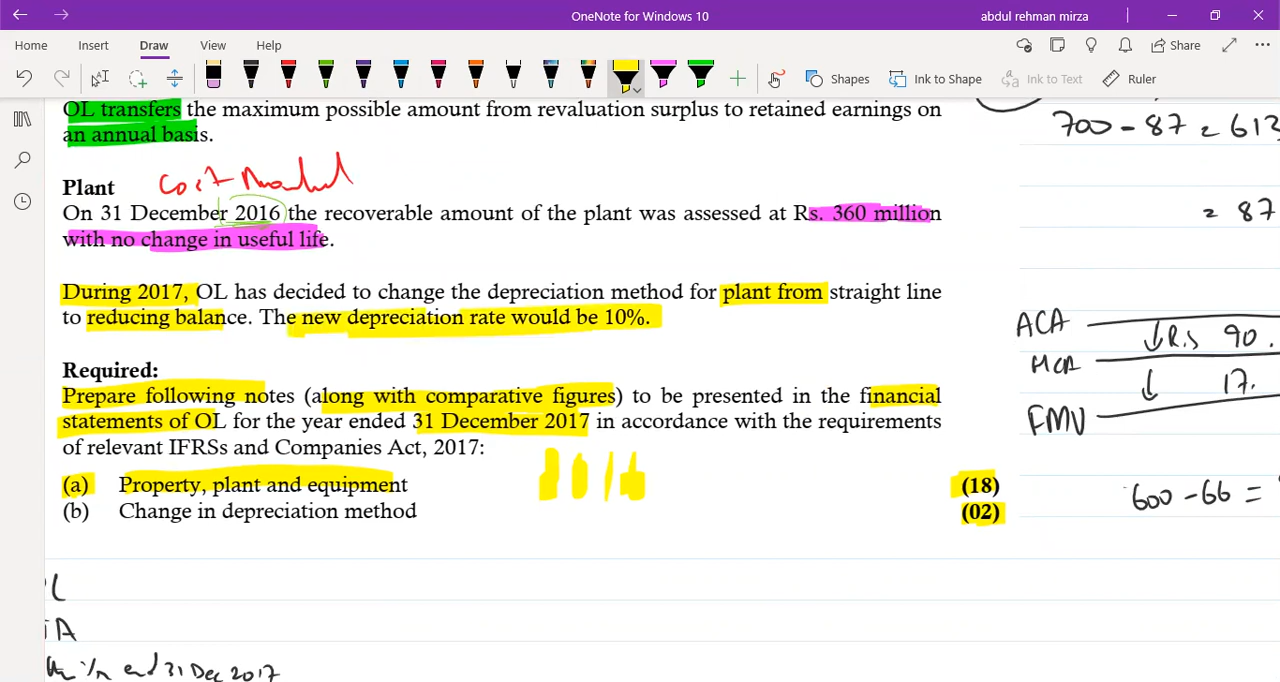 OneNote for Windows 10
abdul rehman mirza
Home Insert Draw View Help
Share
Shapes Ink to Shape Ink to Text Ruler
OL transfers the maximum possible amount from revaluation surplus to retained earnings on
an annual basis.
700 - 87 = 613
Plant Cost Model
On 31 December 2016 the recoverable amount of the plant was assessed at Rs. 360 million
with no change in useful life.
= 87
During 2017, OL has decided to change the depreciation method for plant from straight line
to reducing balance. The new depreciation rate would be 10%.
ACA R.S 90.
MCA
17.
FMV
Required:
Prepare following notes (along with comparative figures) to be presented in the financial
statements of OL for the year ended 31 December 2017 in accordance with the requirements
of relevant IFRSs and Companies Act, 2017:
2016
(a) Property, plant and equipment (18)
(b) Change in depreciation method (02)
600 - 66 =
A
end 31 Dec 2017